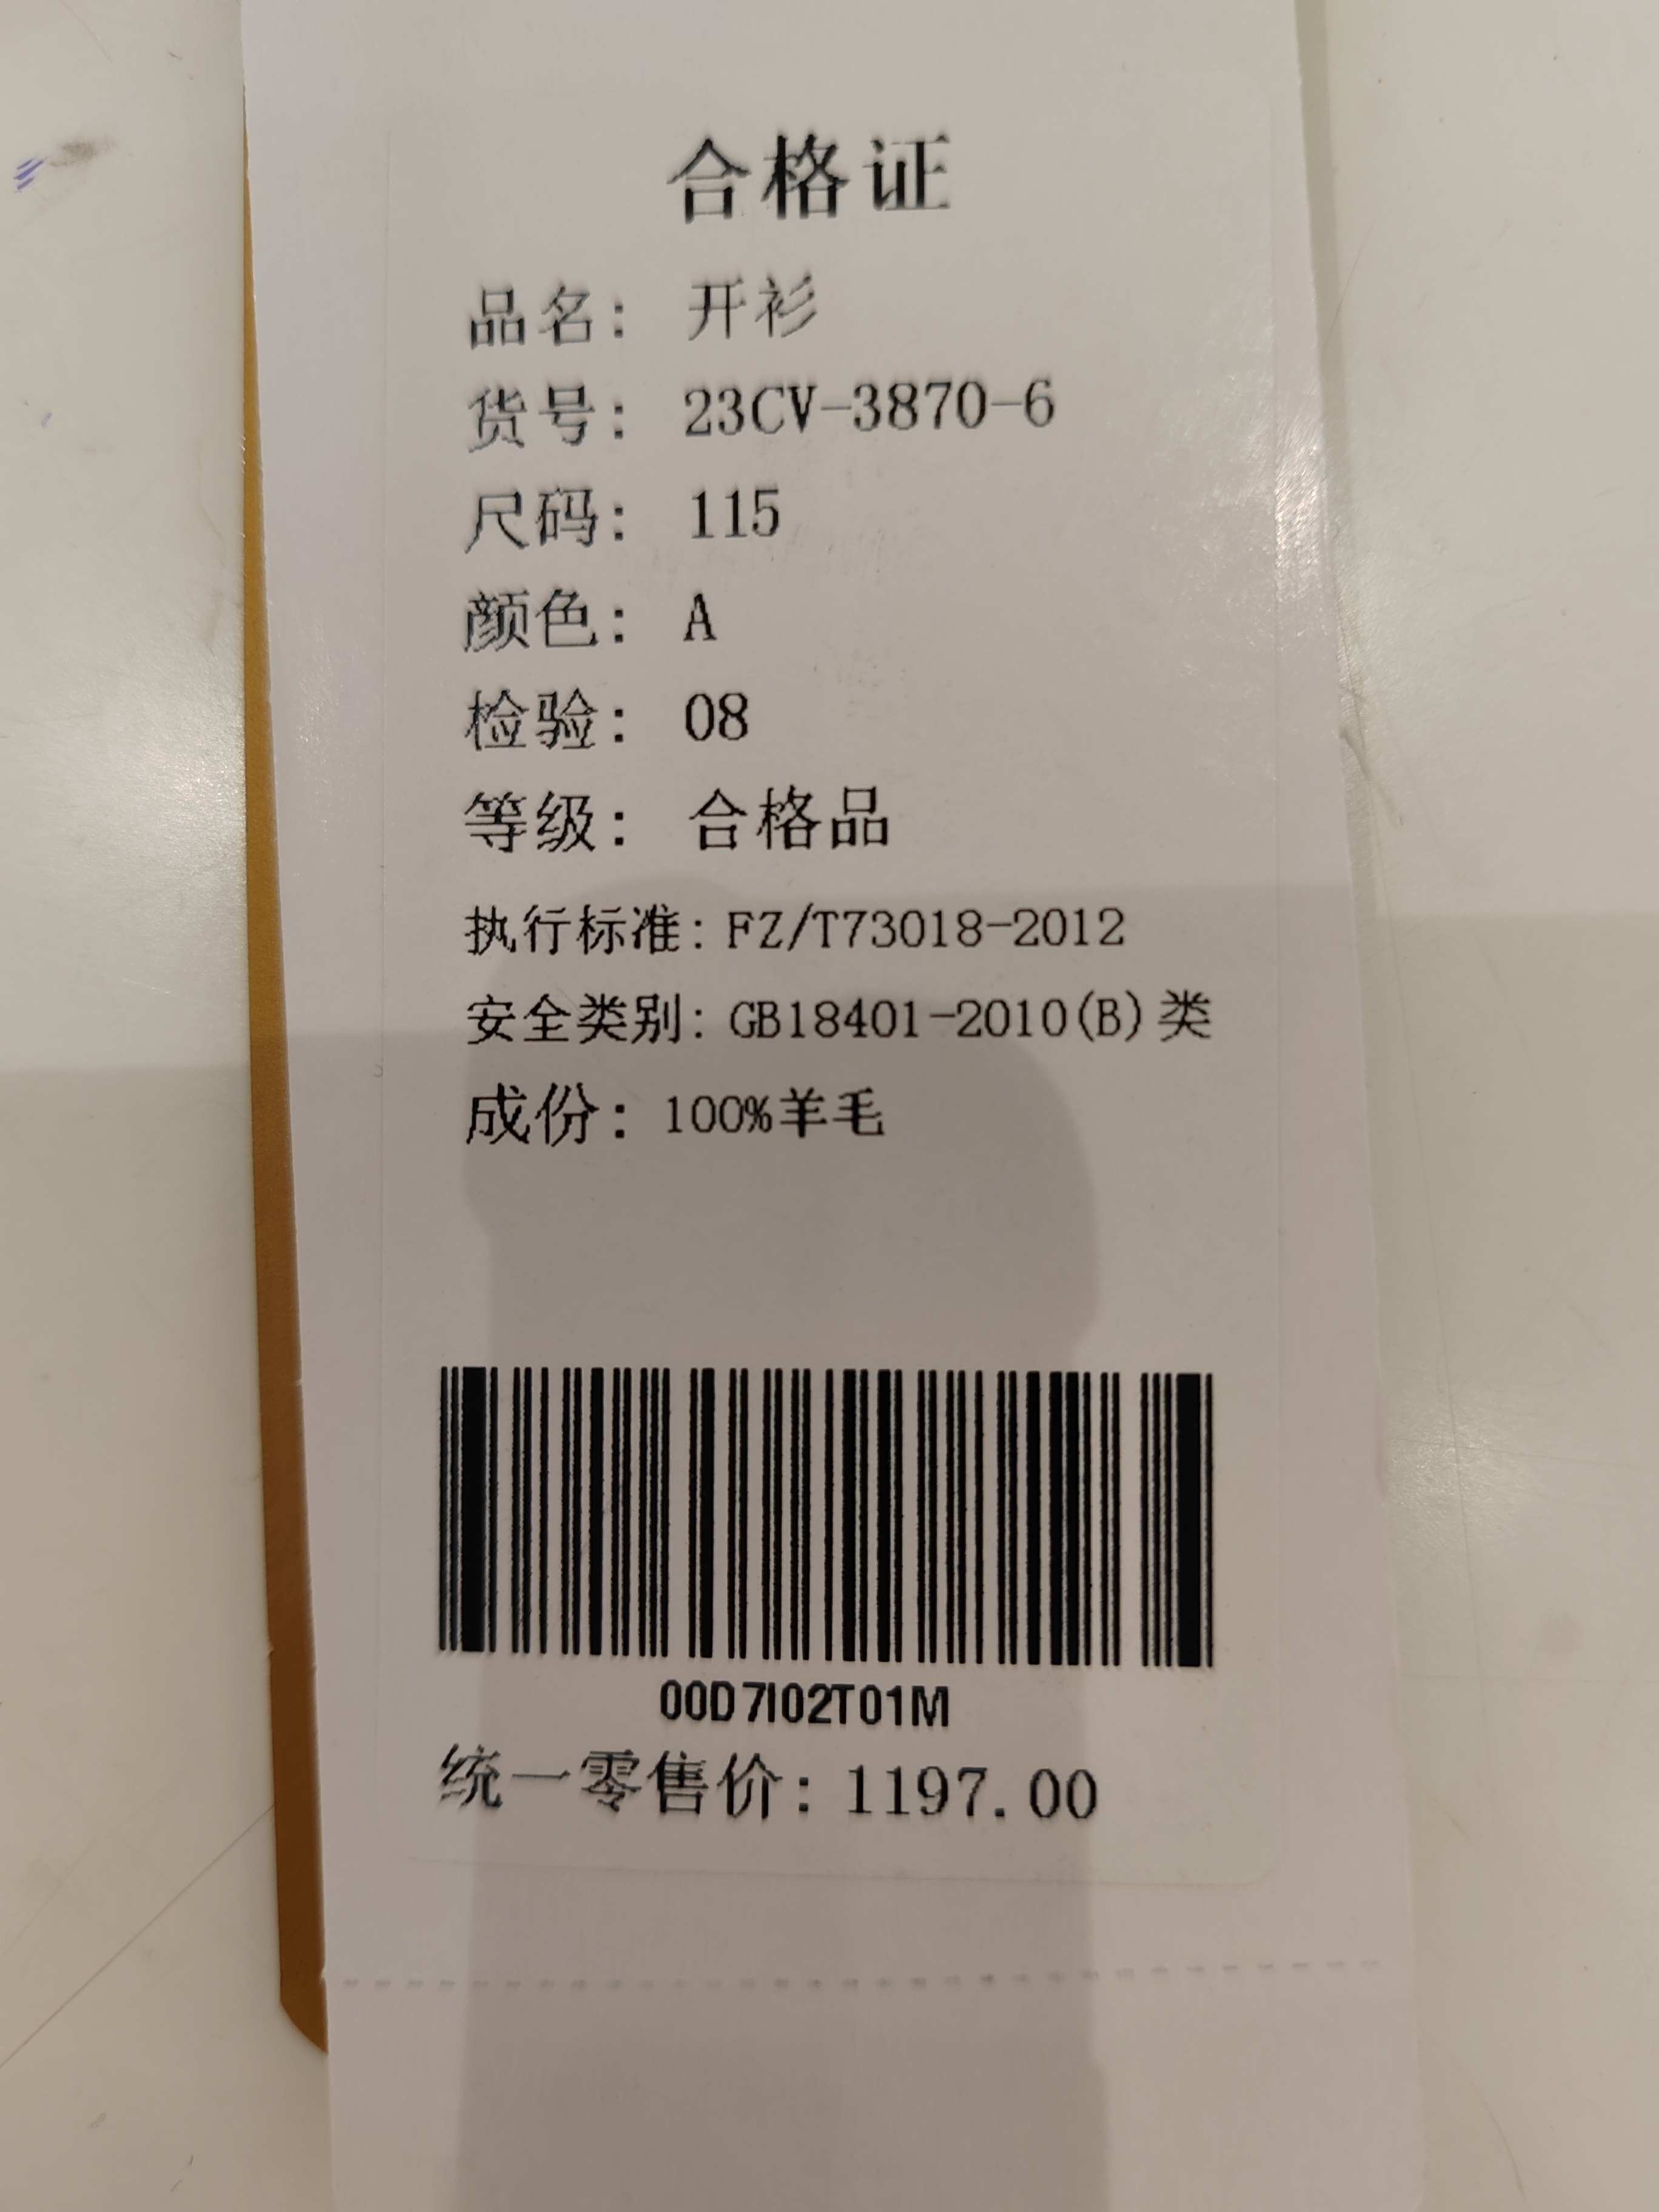 合格证
品名: 开衫
货号: 23CV-3870-6
尺码: 115
颜色: A
检验: 08
等级: 合格品
执行标准: FZ/T73018-2012
安全类别: GB18401-2010(B)类
成份: 100%羊毛
00D7I02T01M
统一零售价: 1197.00